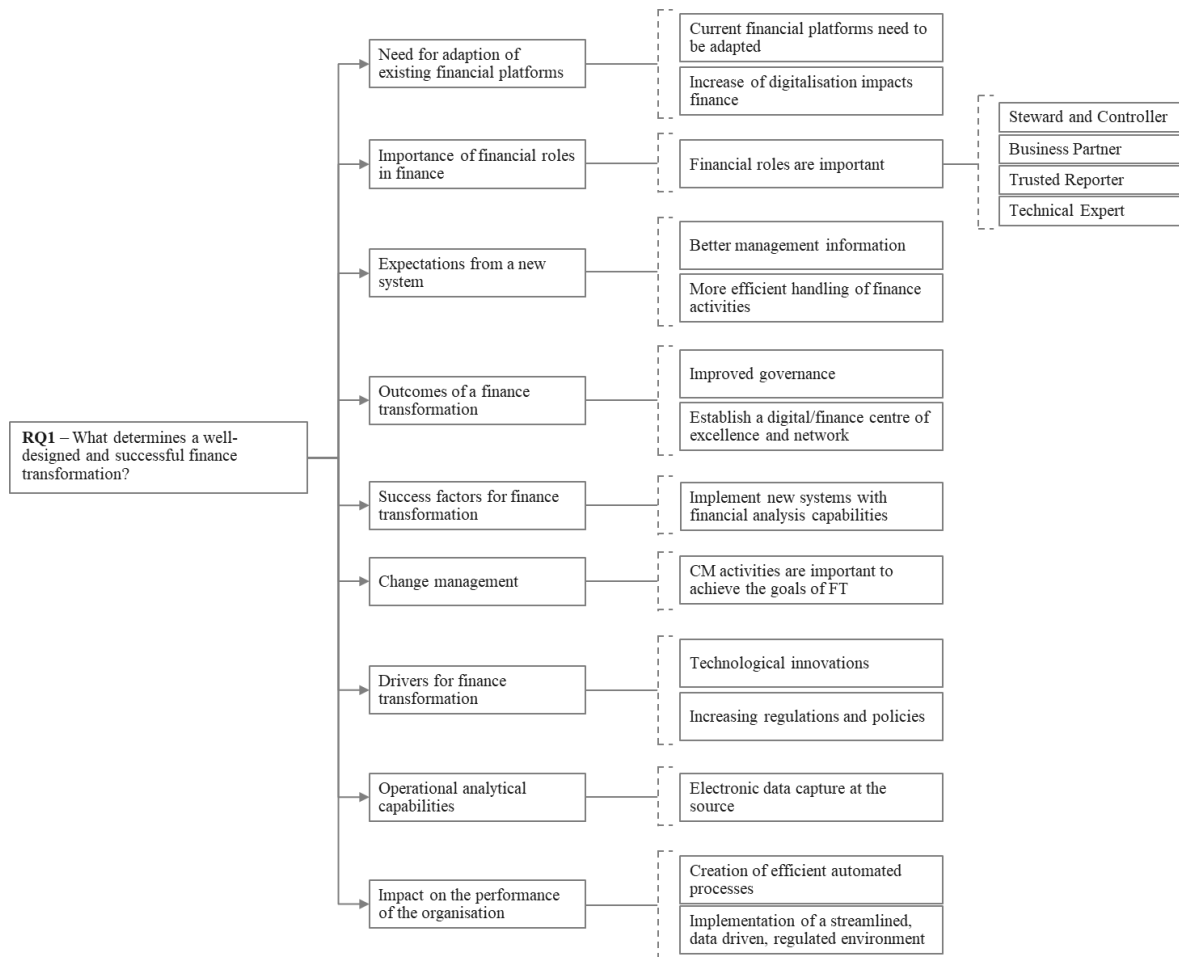 RQ1 – What determines a well-
designed and successful finance
transformation?
Need for adaption of
existing financial platforms
Current financial platforms need to
be adapted
Increase of digitalisation impacts
finance
Importance of financial roles
in finance
Financial roles are important
Steward and Controller
Business Partner
Trusted Reporter
Technical Expert
Expectations from a new
system
Better management information
More efficient handling of finance
activities
Outcomes of a finance
transformation
Improved governance
Establish a digital/finance centre of
excellence and network
Success factors for finance
transformation
Implement new systems with
financial analysis capabilities
Change management
CM activities are important to
achieve the goals of FT
Drivers for finance
transformation
Technological innovations
Increasing regulations and policies
Operational analytical
capabilities
Electronic data capture at the
source
Impact on the performance
of the organisation
Creation of efficient automated
processes
Implementation of a streamlined,
data driven, regulated environment